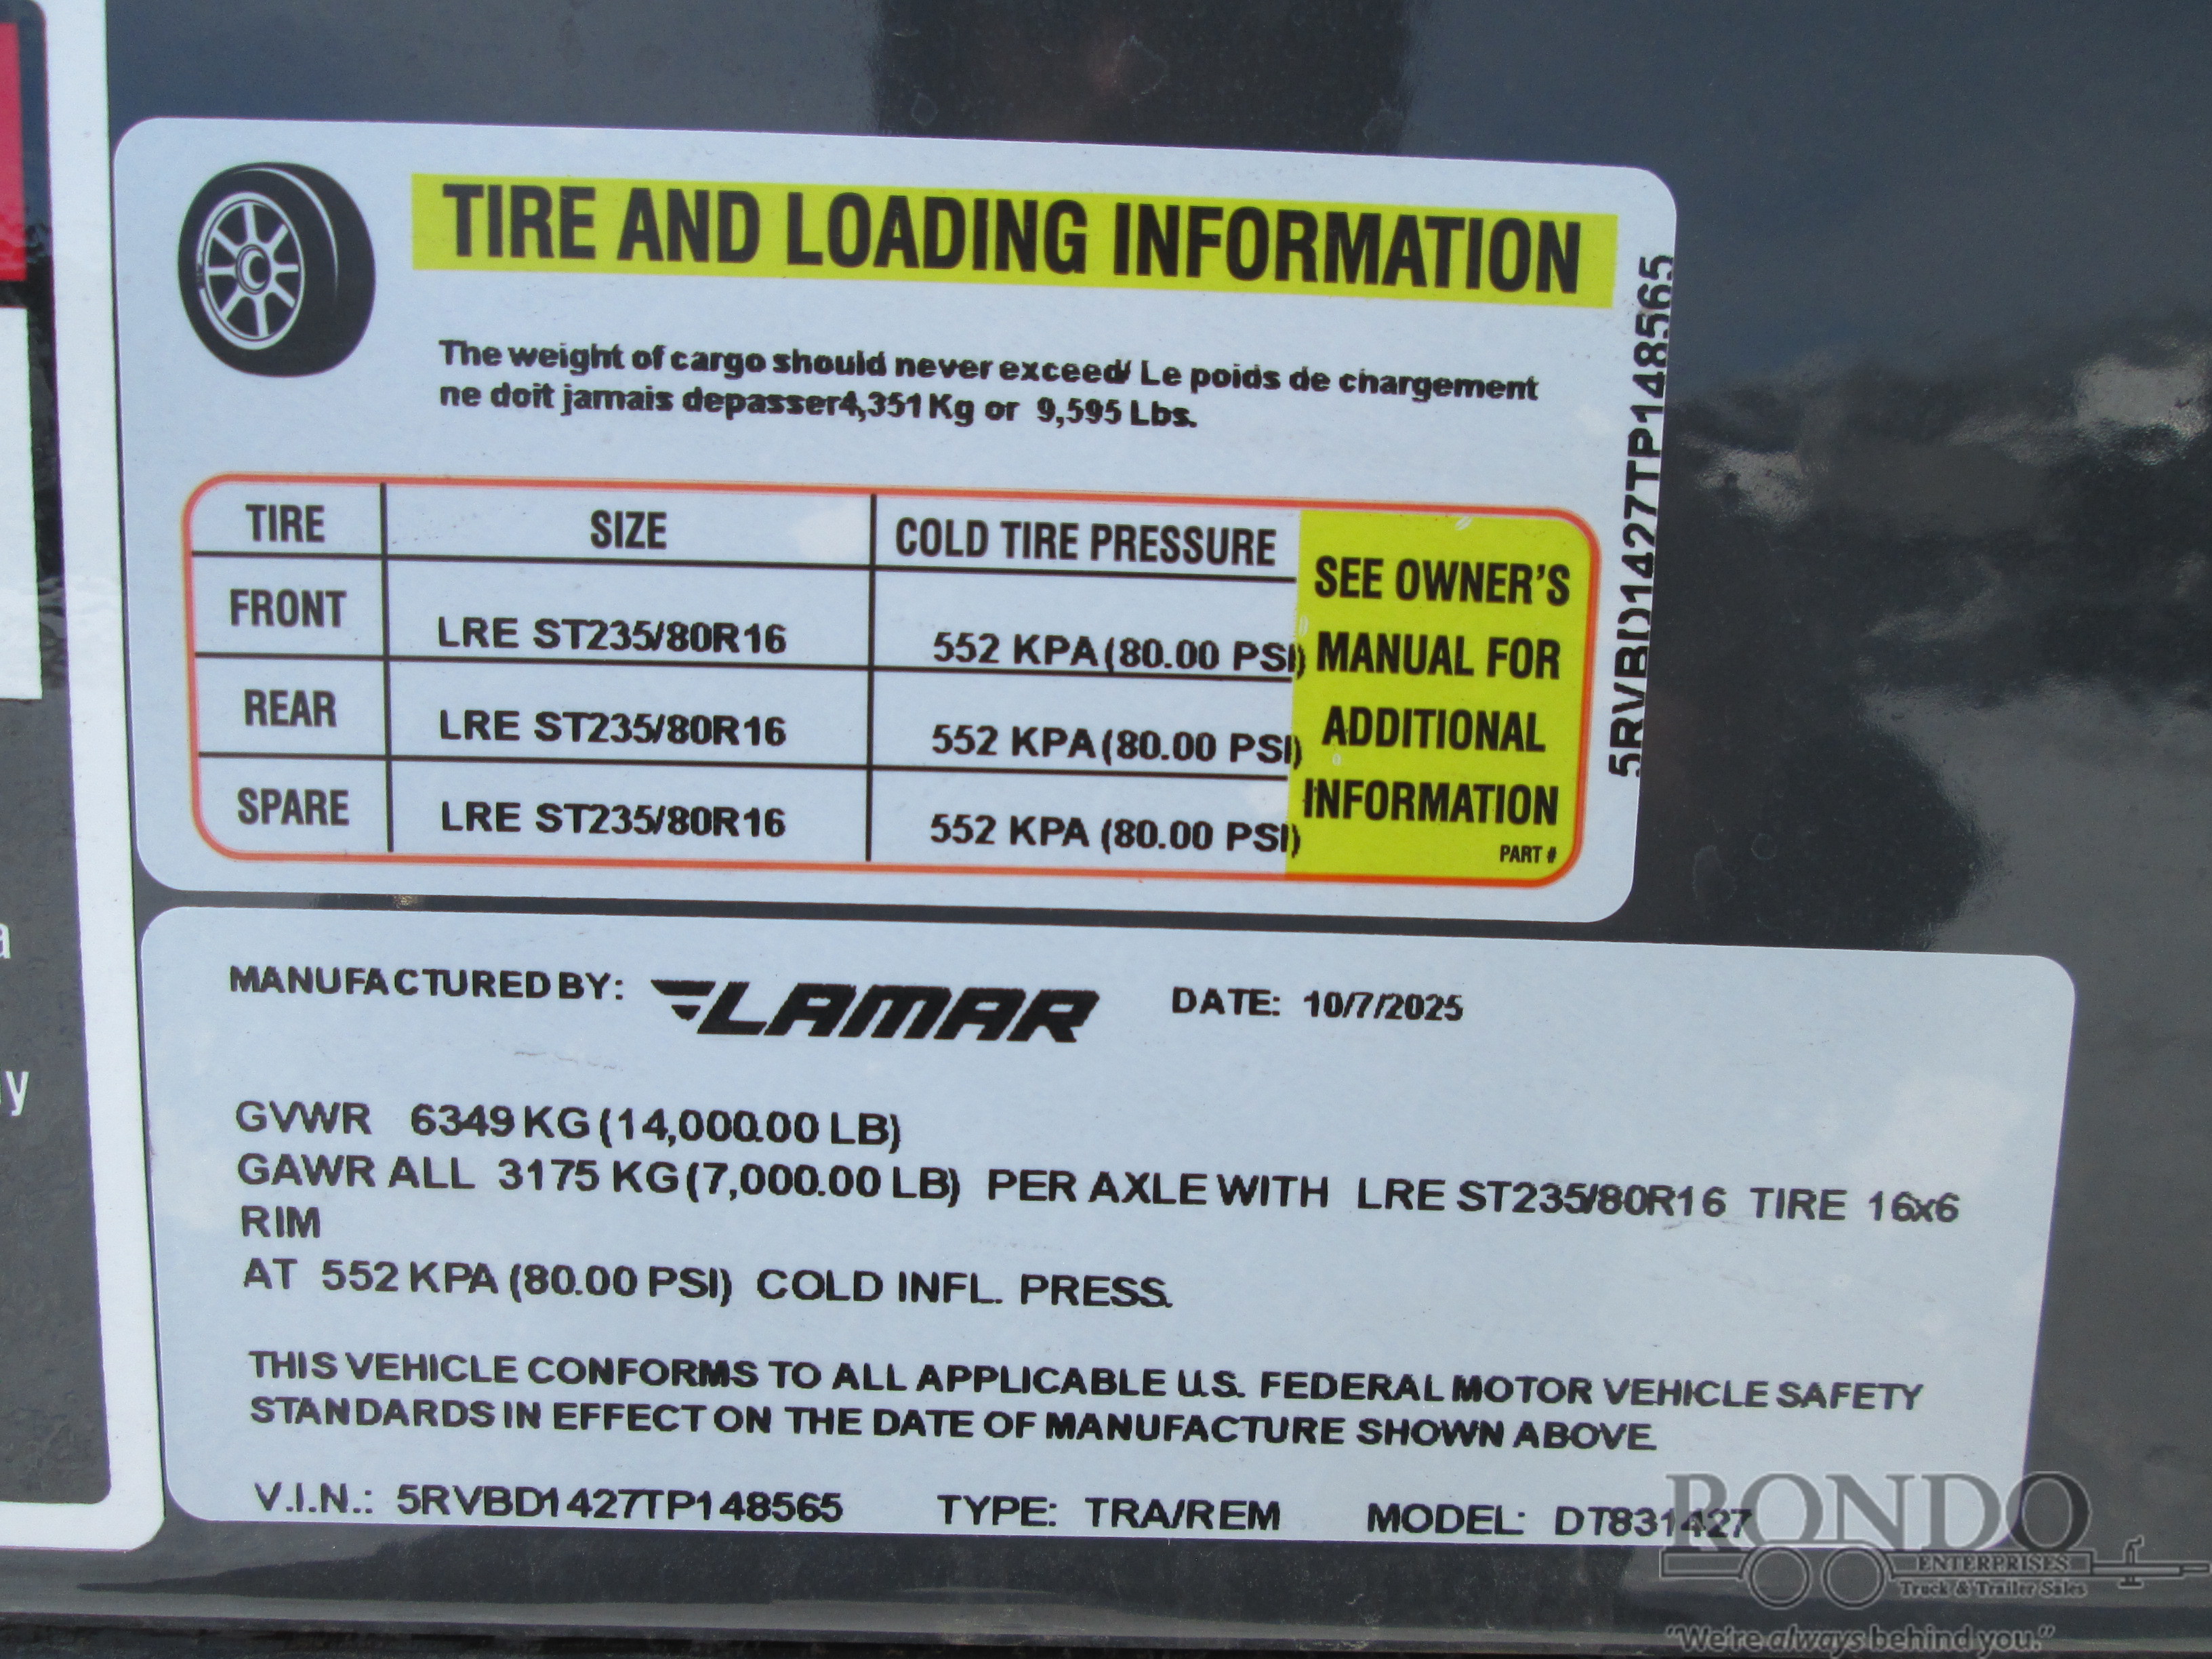 TIRE AND LOADING INFORMATION
The weight of cargo should never exceed/ Le poids de chargement
ne doit jamais depasser4,351 Kg or 9,595 Lbs.
TIRE SIZE COLD TIRE PRESSURE
FRONT LRE ST235/80R16 552 KPA (80.00 PSI)
REAR LRE ST235/80R16 552 KPA (80.00 PSI)
SPARE LRE ST235/80R16 552 KPA (80.00 PSI)
SEE OWNER'S
MANUAL FOR
ADDITIONAL
INFORMATION
PART #
5RVBD1427TP148565
MANUFACTURED BY: LAMAR DATE: 10/7/2025
GVWR 6349 KG (14,000.00 LB)
GAWR ALL 3175 KG (7,000.00 LB) PER AXLE WITH LRE ST235/80R16 TIRE 16x6
RIM
AT 552 KPA (80.00 PSI) COLD INFL. PRESS.
THIS VEHICLE CONFORMS TO ALL APPLICABLE U.S. FEDERAL MOTOR VEHICLE SAFETY
STANDARDS IN EFFECT ON THE DATE OF MANUFACTURE SHOWN ABOVE
V.I.N.: 5RVBD1427TP148565 TYPE: TRA/REM MODEL: DT831427
a
y
RONDO
ENTERPRISES
Truck & Trailer Sales
"We're always behind you."